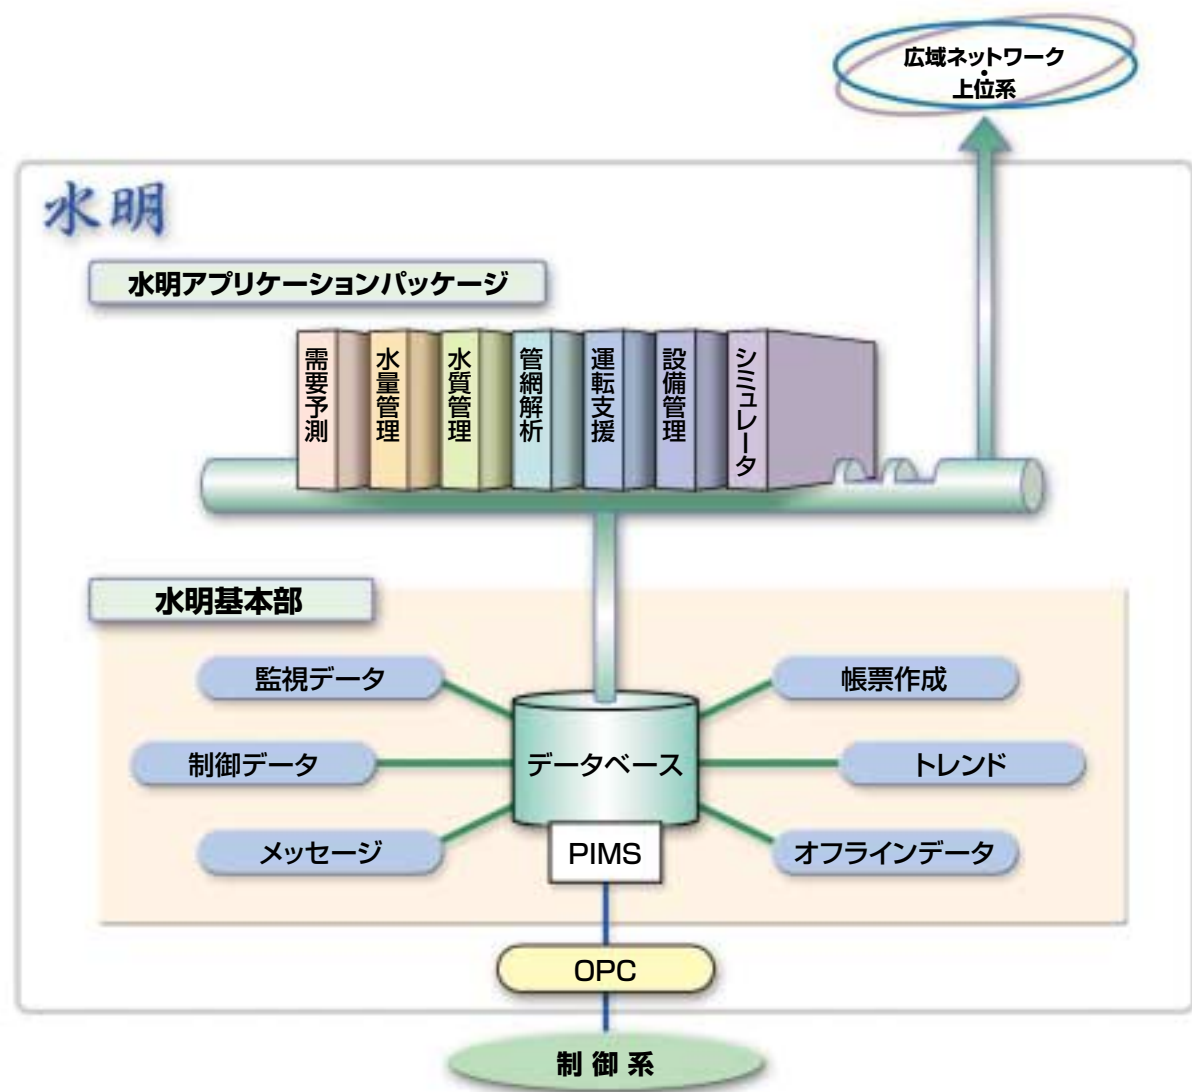 広域ネットワーク
・
上位系
水明
水明アプリケーションパッケージ
需要予測
水量管理
水質管理
管網解析
運転支援
設備管理
シミュレータ
水明基本部
監視データ
帳票作成
制御データ
データベース
トレンド
メッセージ
PIMS
オフラインデータ
OPC
制御系